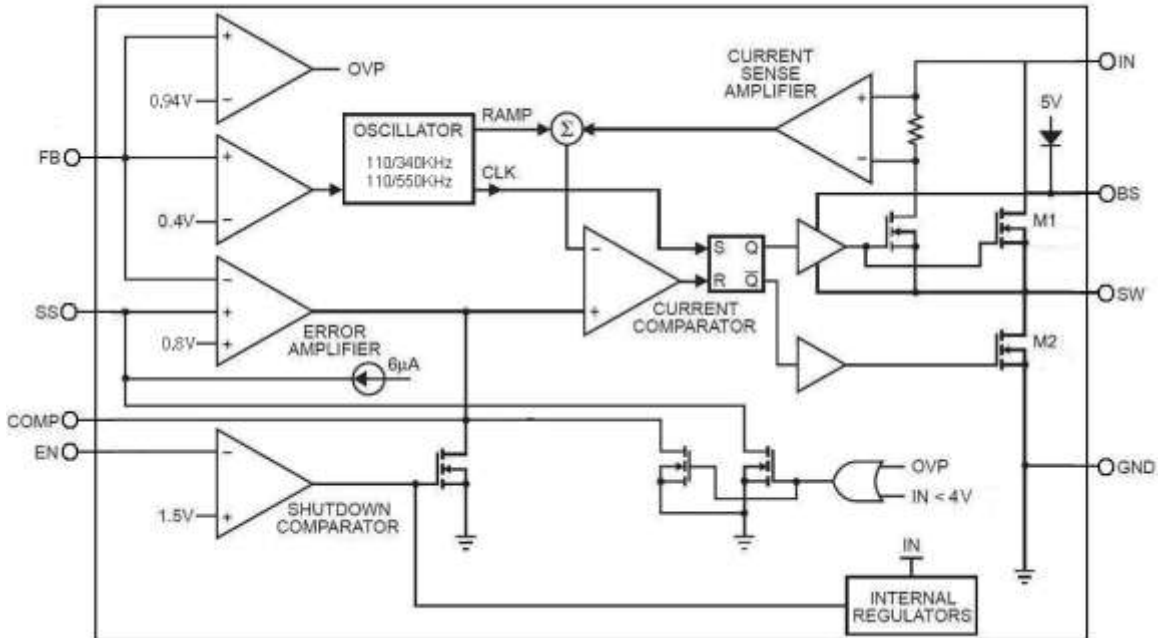 CURRENT
SENSE
AMPLIFIER
+
−
IN
5V
+
−
OVP
0.94V
RAMP
Σ
OSCILLATOR
110/340KHz
110/550KHz
CLK
FB
+
−
0.4V
BS
M1
−
+
S Q
R Q̅
CURRENT
COMPARATOR
SW
SS
−
+
+
0.8V
ERROR
AMPLIFIER
6µA
M2
COMP
EN
−
+
1.5V
SHUTDOWN
COMPARATOR
OVP
IN < 4V
GND
IN
INTERNAL
REGULATORS